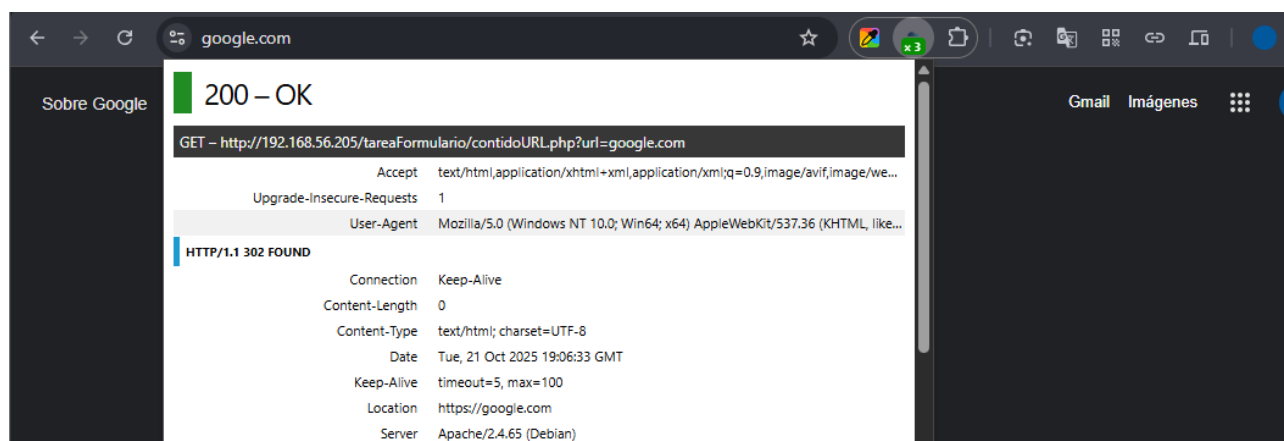 google.com
x 3
Sobre Google
Gmail Imágenes
200 – OK
GET – http://192.168.56.205/tareaFormulario/contidoURL.php?url=google.com
Accept text/html,application/xhtml+xml,application/xml;q=0.9,image/avif,image/we...
Upgrade-Insecure-Requests 1
User-Agent Mozilla/5.0 (Windows NT 10.0; Win64; x64) AppleWebKit/537.36 (KHTML, like...
HTTP/1.1 302 FOUND
Connection Keep-Alive
Content-Length 0
Content-Type text/html; charset=UTF-8
Date Tue, 21 Oct 2025 19:06:33 GMT
Keep-Alive timeout=5, max=100
Location https://google.com
Server Apache/2.4.65 (Debian)